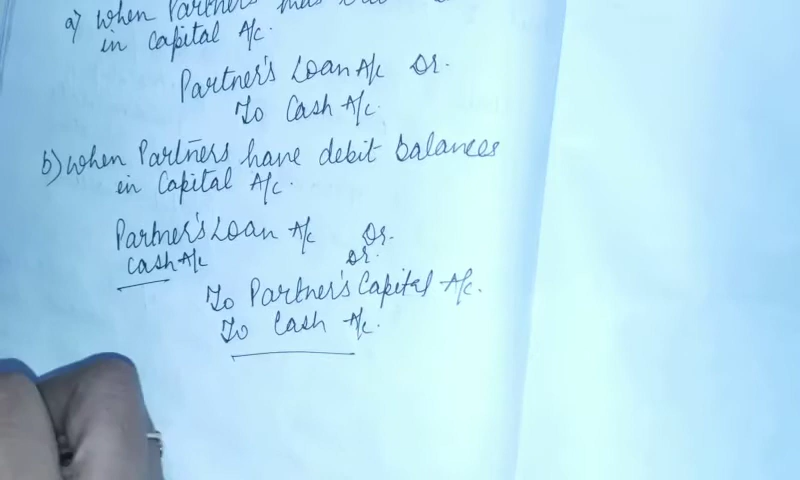 a) when Partners
in Capital A/c.
Partner's Loan A/c Dr.
To Cash A/c.
b) when Partners have debit balances
in Capital A/c.
Partner's Loan A/c Dr.
Cash A/c Dr.
To Partner's Capital A/c.
To Cash A/c.